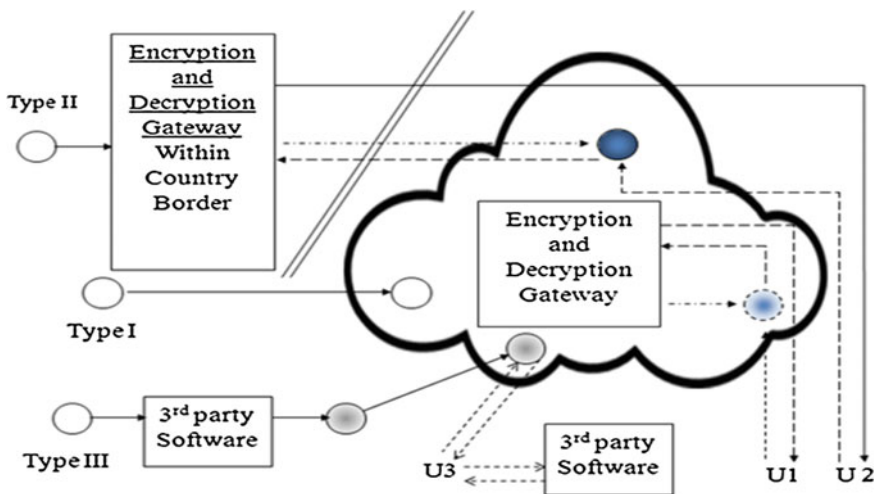 Encryption
and
Decryption
Gateway
Within
Country
Border
Type II
Encryption
and
Decryption
Gateway
Type I
3rd party
Software
Type III
U3
3rd party
Software
U1
U 2